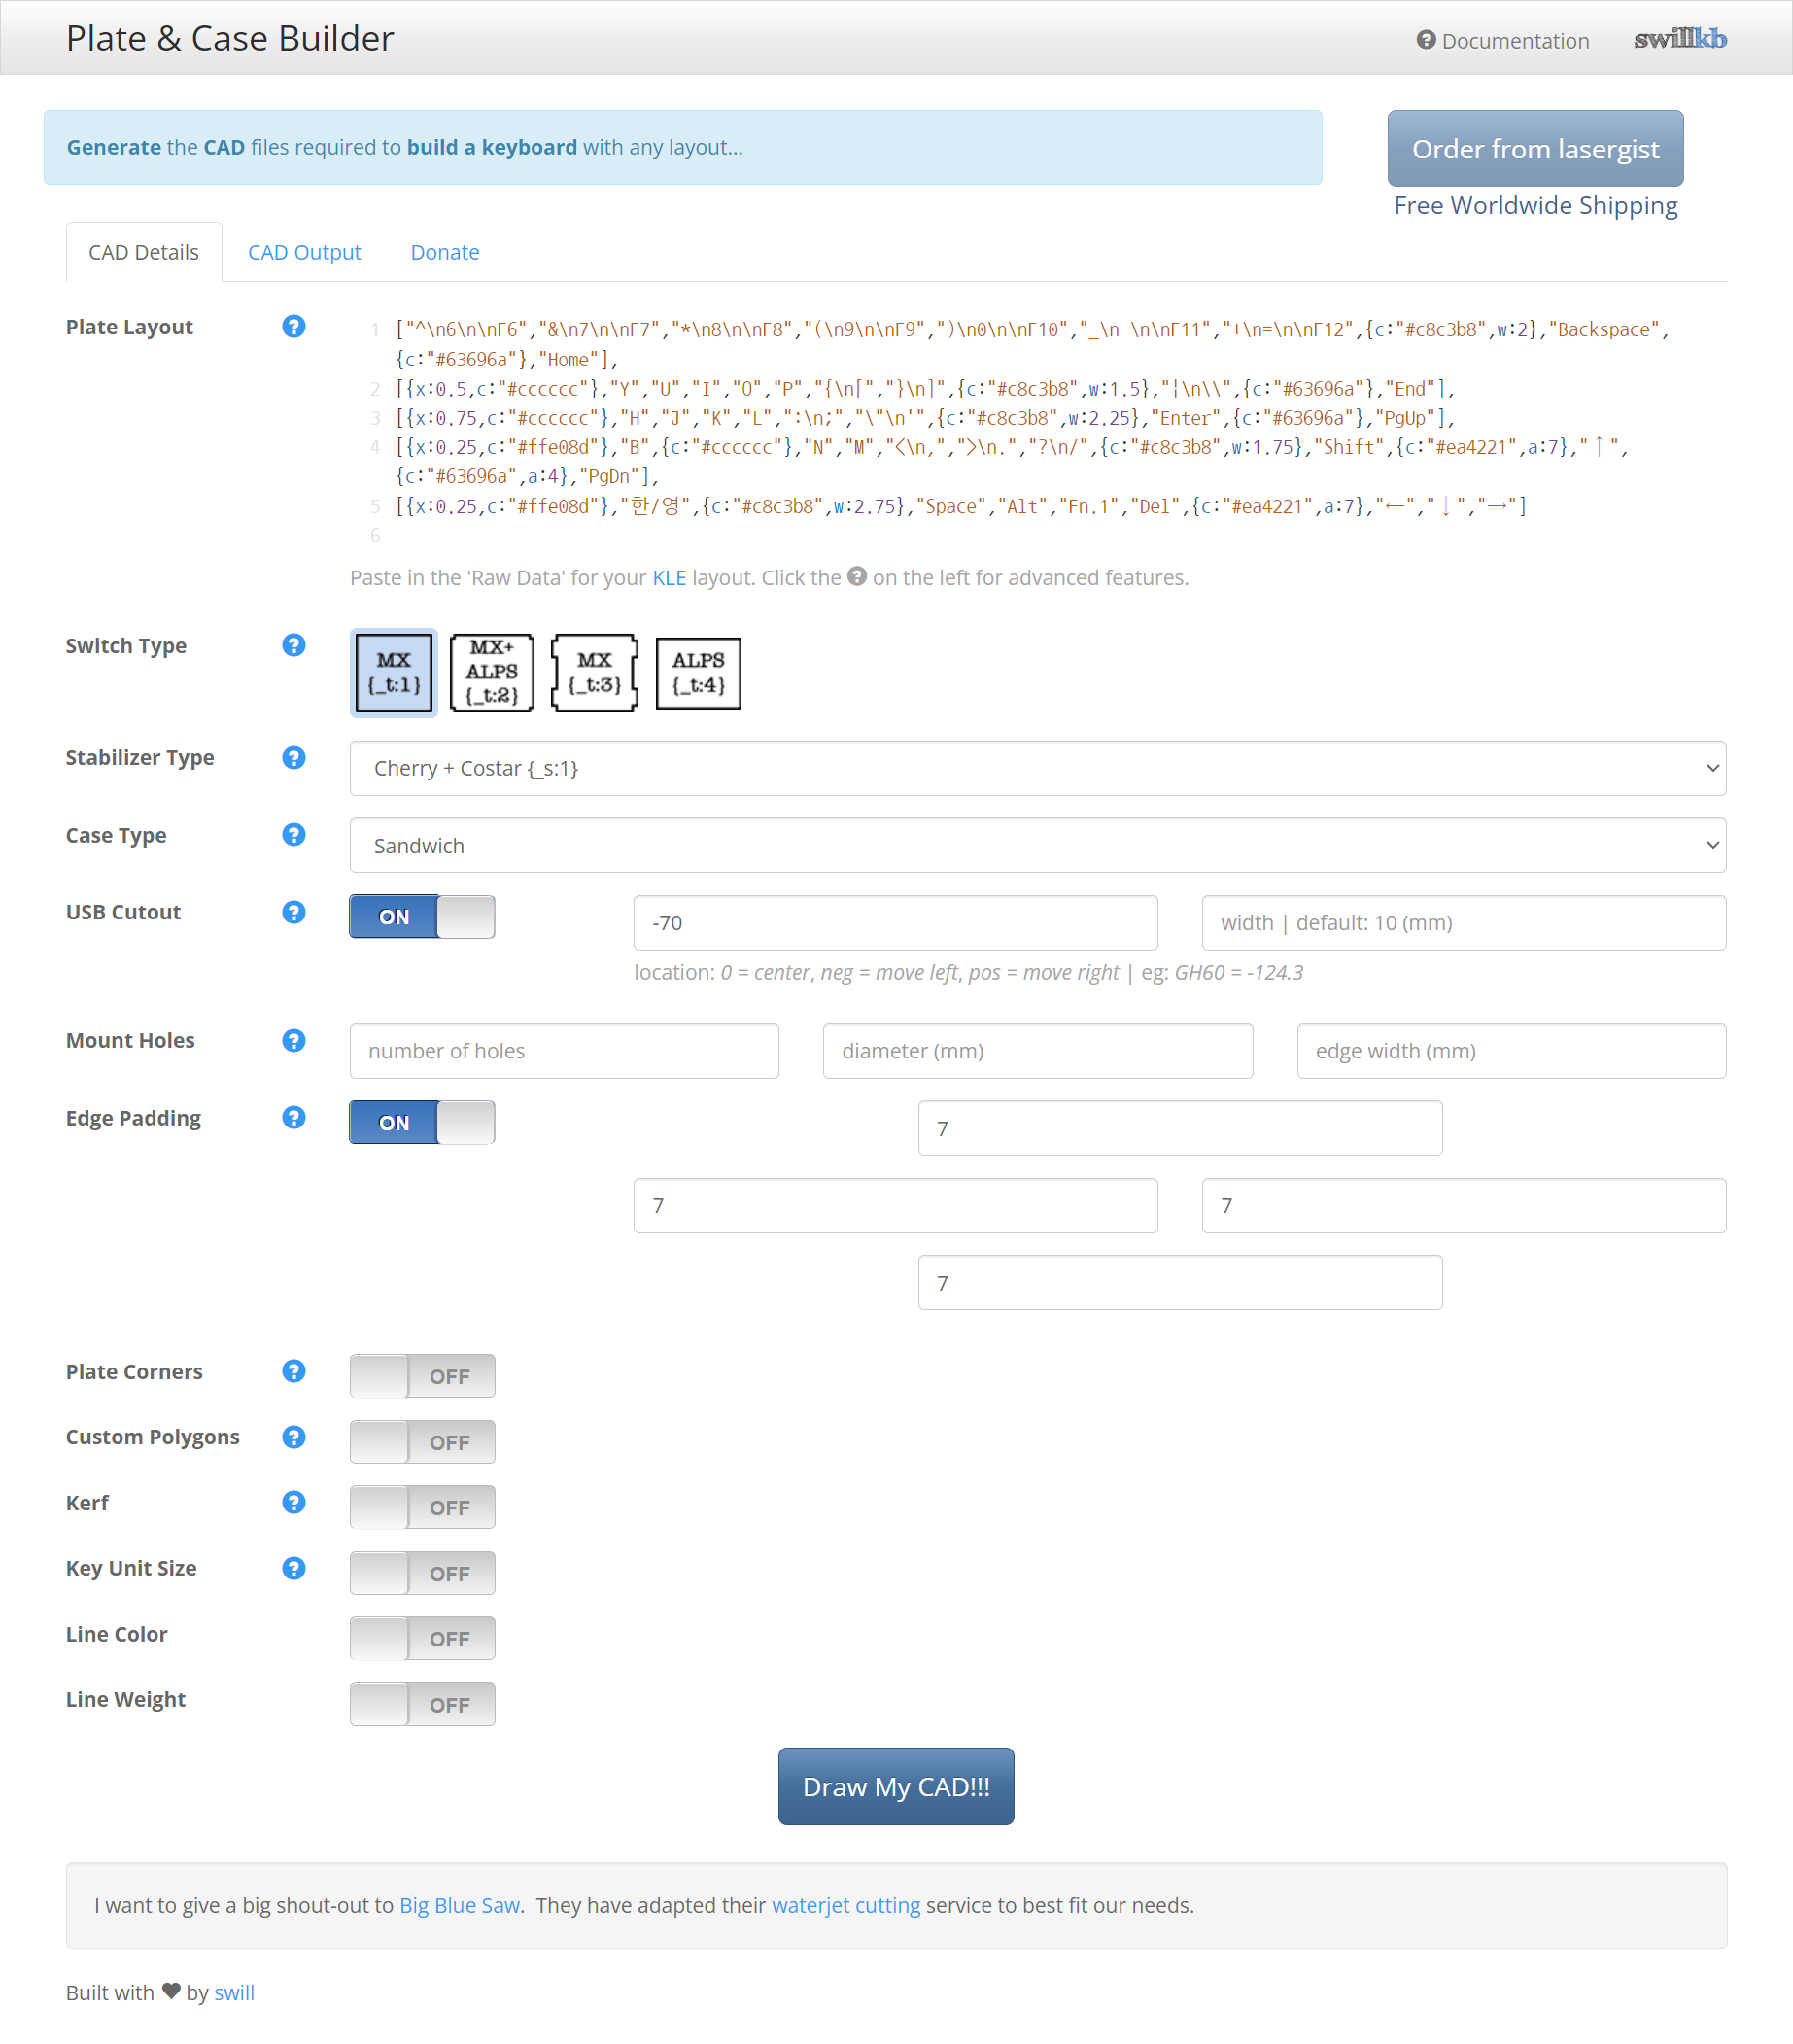 Plate & Case Builder
Documentation
swillkb
Generate the CAD files required to build a keyboard with any layout...
Order from lasergist
Free Worldwide Shipping
CAD Details
CAD Output
Donate
Plate Layout
1 ["^\n6\n\nF6","&\n7\n\nF7","*\n8\n\nF8","(\n9\n\nF9",")\n0\n\nF10","_\n-\n\nF11","+\n=\n\nF12",{c:"#c8c3b8",w:2},"Backspace",
{c:"#63696a"},"Home"],
2 [{x:0.5,c:"#cccccc"},"Y","U","I","O","P","{\n[","}\n]",{c:"#c8c3b8",w:1.5},"|\n\\",{c:"#63696a"},"End"],
3 [{x:0.75,c:"#cccccc"},"H","J","K","L",":\n;","\"\n'",{c:"#c8c3b8",w:2.25},"Enter",{c:"#63696a"},"PgUp"],
4 [{x:0.25,c:"#ffe08d"},"B",{c:"#cccccc"},"N","M","<\n,",">\n.","?\n/",{c:"#c8c3b8",w:1.75},"Shift",{c:"#ea4221",a:7},"↑",
{c:"#63696a",a:4},"PgDn"],
5 [{x:0.25,c:"#ffe08d"},"한/영",{c:"#c8c3b8",w:2.75},"Space","Alt","Fn.1","Del",{c:"#ea4221",a:7},"←","↓","→"]
6
Paste in the 'Raw Data' for your KLE layout. Click the ? on the left for advanced features.
Switch Type
MX
{_t:1}
MX+
ALPS
{_t:2}
MX
{_t:3}
ALPS
{_t:4}
Stabilizer Type
Cherry + Costar {_s:1}
Case Type
Sandwich
USB Cutout
ON
-70
width | default: 10 (mm)
location: 0 = center, neg = move left, pos = move right | eg: GH60 = -124.3
Mount Holes
number of holes
diameter (mm)
edge width (mm)
Edge Padding
ON
7
7
7
7
Plate Corners
OFF
Custom Polygons
OFF
Kerf
OFF
Key Unit Size
OFF
Line Color
OFF
Line Weight
OFF
Draw My CAD!!!
I want to give a big shout-out to Big Blue Saw. They have adapted their waterjet cutting service to best fit our needs.
Built with ♥ by swill